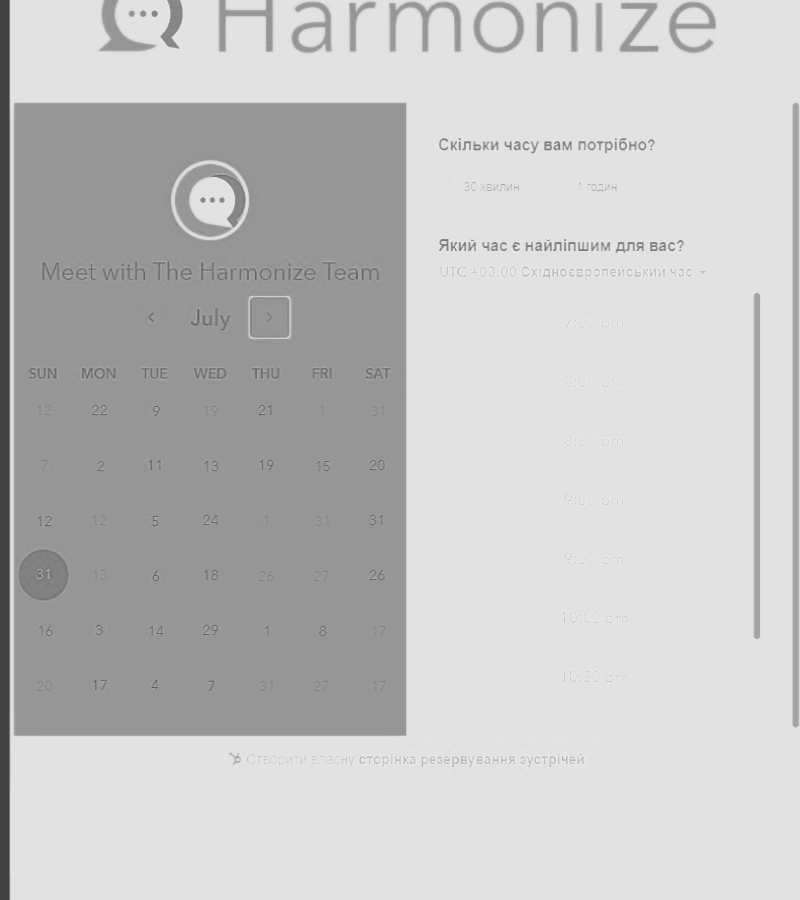 Harmonize
Meet with The Harmonize Team
July
SUN MON TUE WED THU FRI SAT
12 22 9 19 21 1 31
7 2 11 13 19 15 20
12 12 5 24 1 31 31
31 13 6 18 26 27 26
16 3 14 29 1 8 17
20 17 4 7 31 27 17
Скільки часу вам потрібно?
30 хвилин 1 годин
Який час є найліпшим для вас?
UTC +03:00 Східноєвропейський час
pm
8:00 pm
8:30 pm
9:00 pm
9:30 pm
10:00 pm
10:30 pm
Створити власну сторінка резервування зустрічей